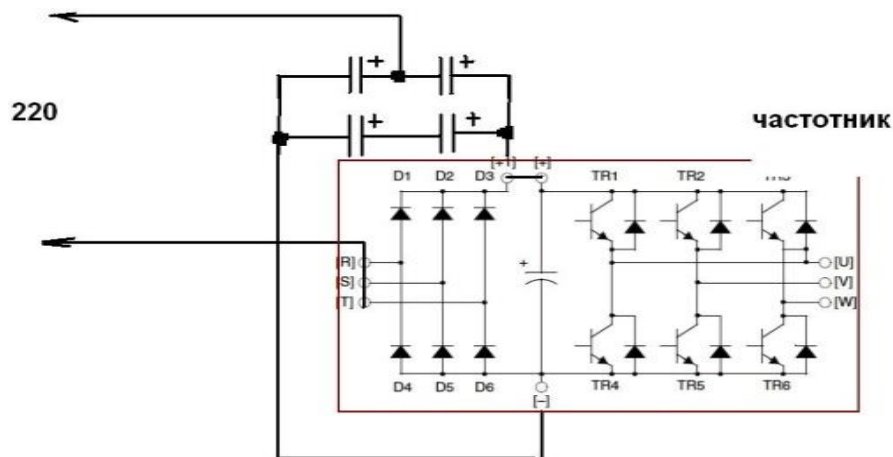 + +
220
+ +
частотник
[+1] [+]
D1 D2 D3 TR1 TR2
+
[R] [U]
[S] [V]
[T] [W]
D4 D5 D6 TR4 TR5 TR6
[−]